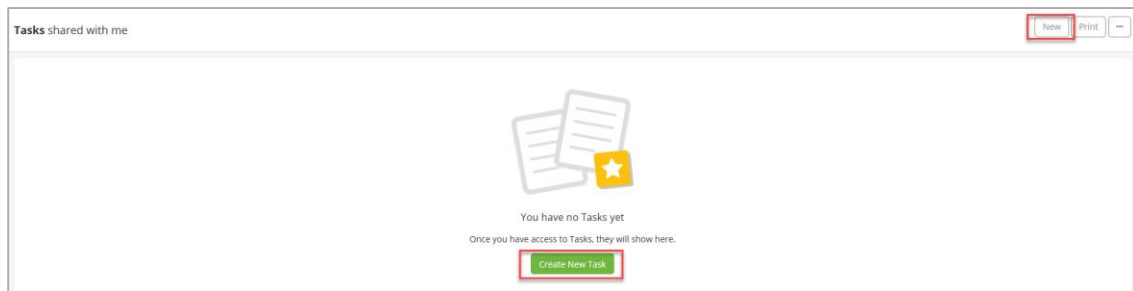 Tasks shared with me
New
Print
...
You have no Tasks yet
Once you have access to Tasks, they will show here.
Create New Task